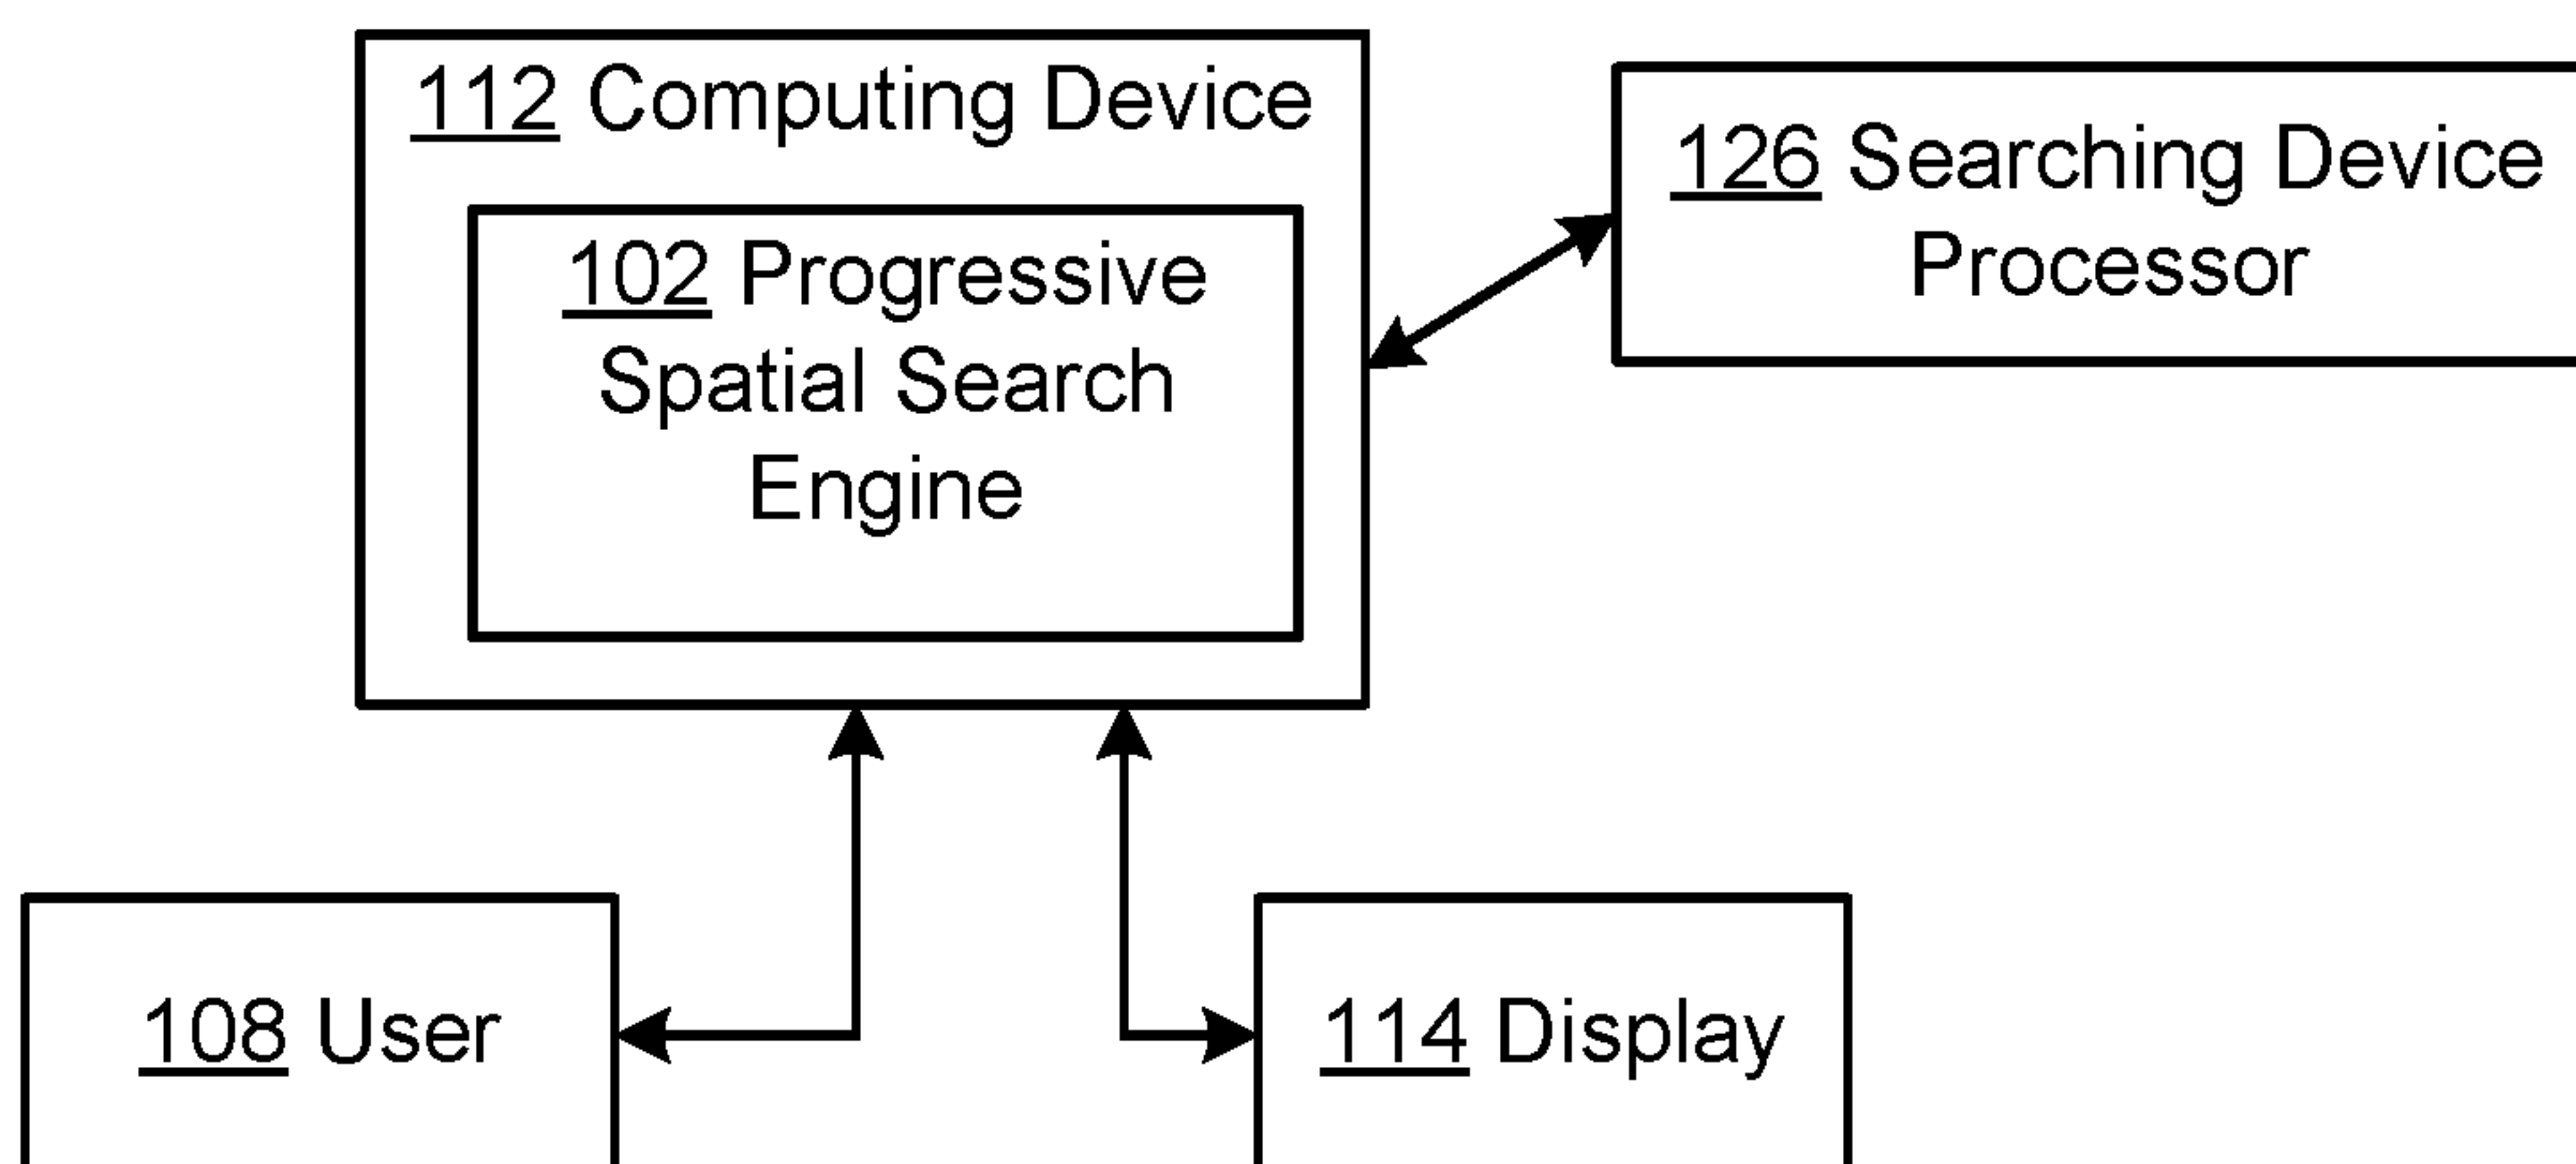 112 Computing Device
102 Progressive
Spatial Search
Engine
126 Searching Device
Processor
108 User
114 Display